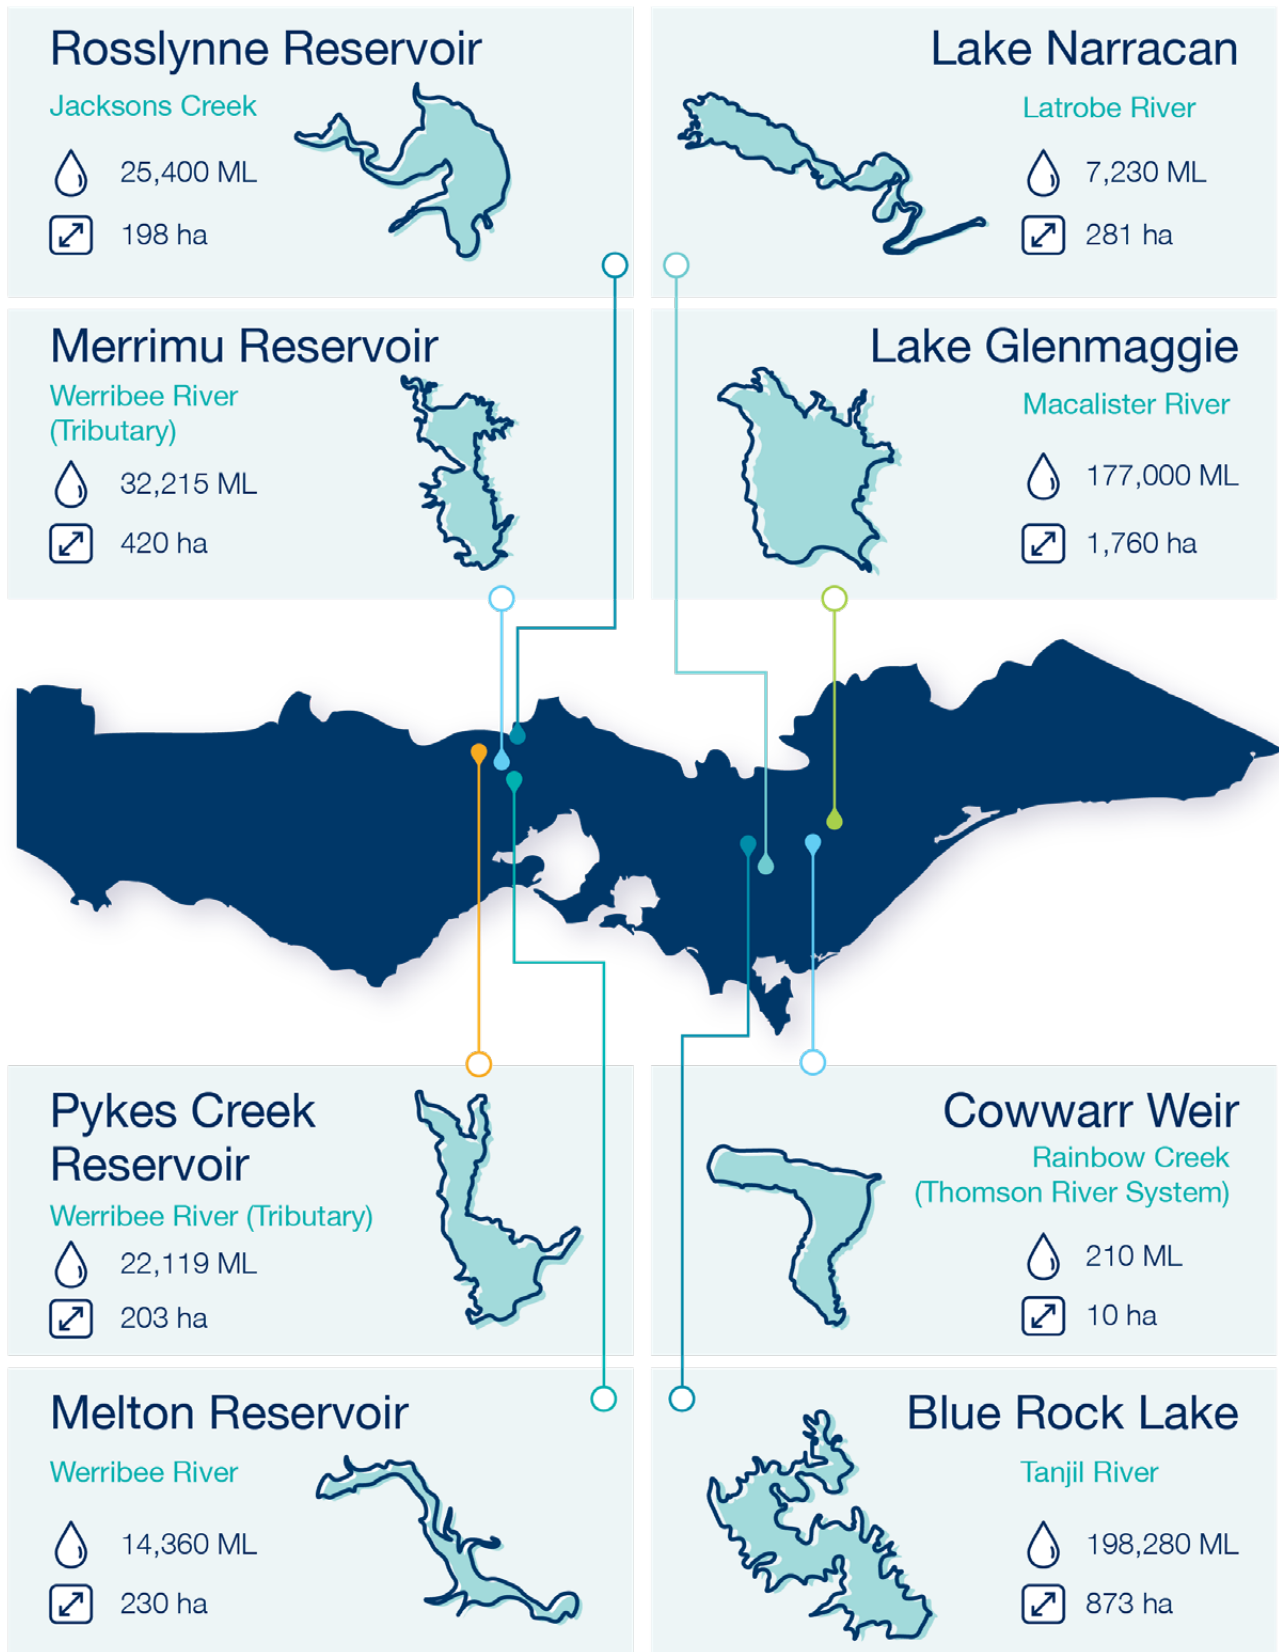 Rosslynne Reservoir
Jacksons Creek
25,400 ML
198 ha
Lake Narracan
Latrobe River
7,230 ML
281 ha
Merrimu Reservoir
Werribee River
(Tributary)
32,215 ML
420 ha
Lake Glenmaggie
Macalister River
177,000 ML
1,760 ha
Pykes Creek
Reservoir
Werribee River (Tributary)
22,119 ML
203 ha
Cowwarr Weir
Rainbow Creek
(Thomson River System)
210 ML
10 ha
Melton Reservoir
Werribee River
14,360 ML
230 ha
Blue Rock Lake
Tanjil River
198,280 ML
873 ha